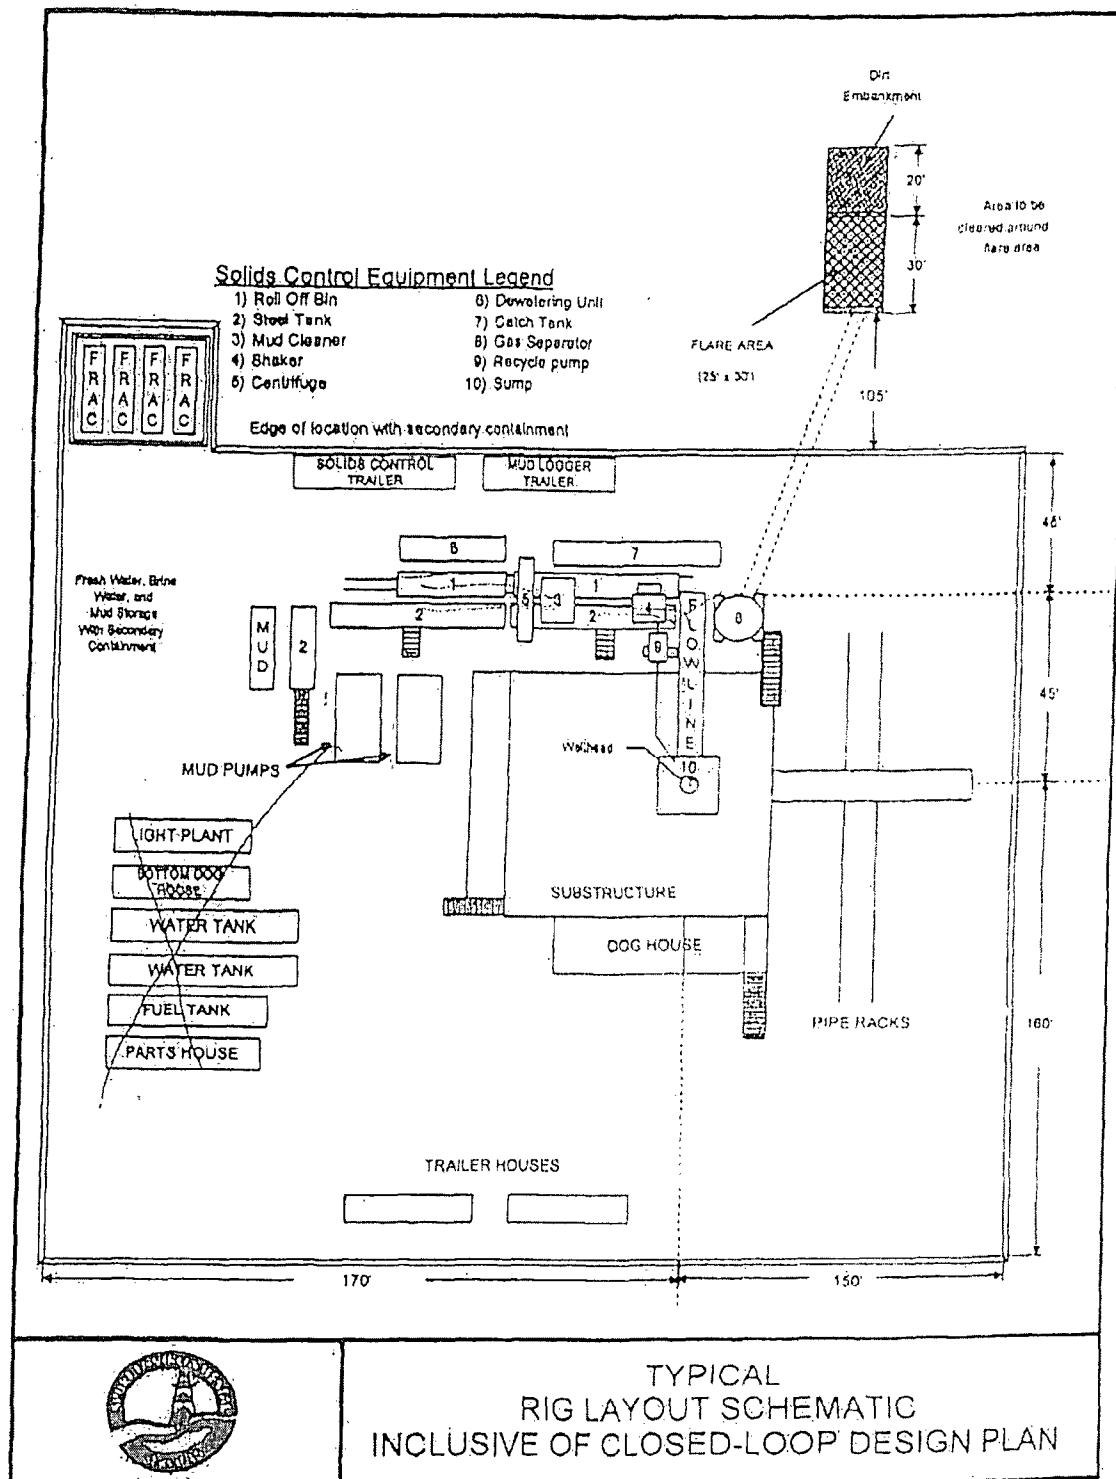 Dirt
Embankment
20'
Area to be
cleared around
flare area
30'
Solids Control Equipment Legend
1) Roll Off Bin
2) Steel Tank
3) Mud Cleaner
4) Shaker
5) Centrifuge
6) Dewatering Unit
7) Catch Tank
8) Gas Separator
9) Recycle pump
10) Sump
FLARE AREA
(25' x 30')
105'
FRAC
FRAC
FRAC
FRAC
Edge of location with secondary containment
SOLIDS CONTROL
TRAILER
MUD LOGGER
TRAILER
45'
6
7
1
1
5
3
2
2
4
8
9
Fresh Water, Brine
Water, and
Mud Storage
With Secondary
Containment
MUD
2
FLOWLINE
45'
Wellhead
10
MUD PUMPS
LIGHT PLANT
BOTTOM DOG
HOUSE
WATER TANK
WATER TANK
FUEL TANK
PARTS HOUSE
SUBSTRUCTURE
DOG HOUSE
PIPE RACKS
160'
TRAILER HOUSES
170'
150'
TYPICAL
RIG LAYOUT SCHEMATIC
INCLUSIVE OF CLOSED-LOOP DESIGN PLAN